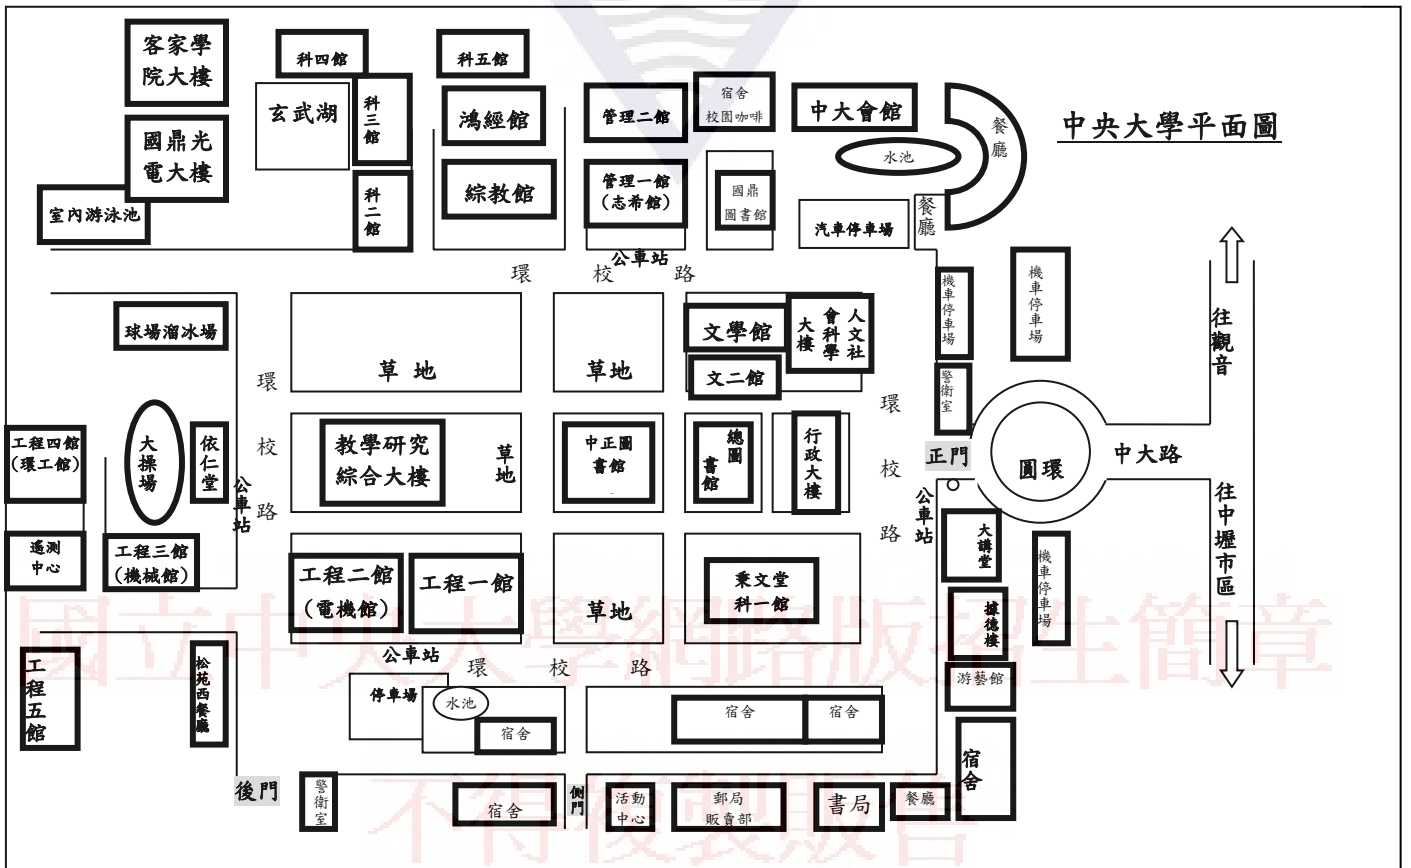 中央大學平面圖
客家學
院大樓
國鼎光
電大樓
室內游泳池
科四館
玄武湖
科三館
科二館
科五館
鴻經館
綜教館
管理二館
管理一館
(志希館)
宿舍
校園咖啡
國鼎
圖書館
中大會館
水池
餐廳
餐廳
汽車停車場
公車站
環 校 路
球場溜冰場
草 地
草地
文學館
文二館
人文社
會科學
大樓
機車停車場
機車停車場
警衛室
往觀音
環校路
環校路
工程四館
(環工館)
大操場
依仁堂
公車站
教學研究
綜合大樓
草地
中正圖
書館
總圖
書館
行政大樓
正門
圓環
中大路
公車站
往中壢市區
遙測
中心
工程三館
(機械館)
工程二館
(電機館)
工程一館
草地
秉文堂
科一館
大講堂
據德樓
機車停車場
游藝館
公車站
環 校 路
工程五館
松苑西餐廳
停車場
水池
宿舍
宿舍
宿舍
宿舍
後門
警衛室
宿舍
側門
活動
中心
郵局
販賣部
書局
餐廳
國立中央大學網路版招生簡章
不得複製販售